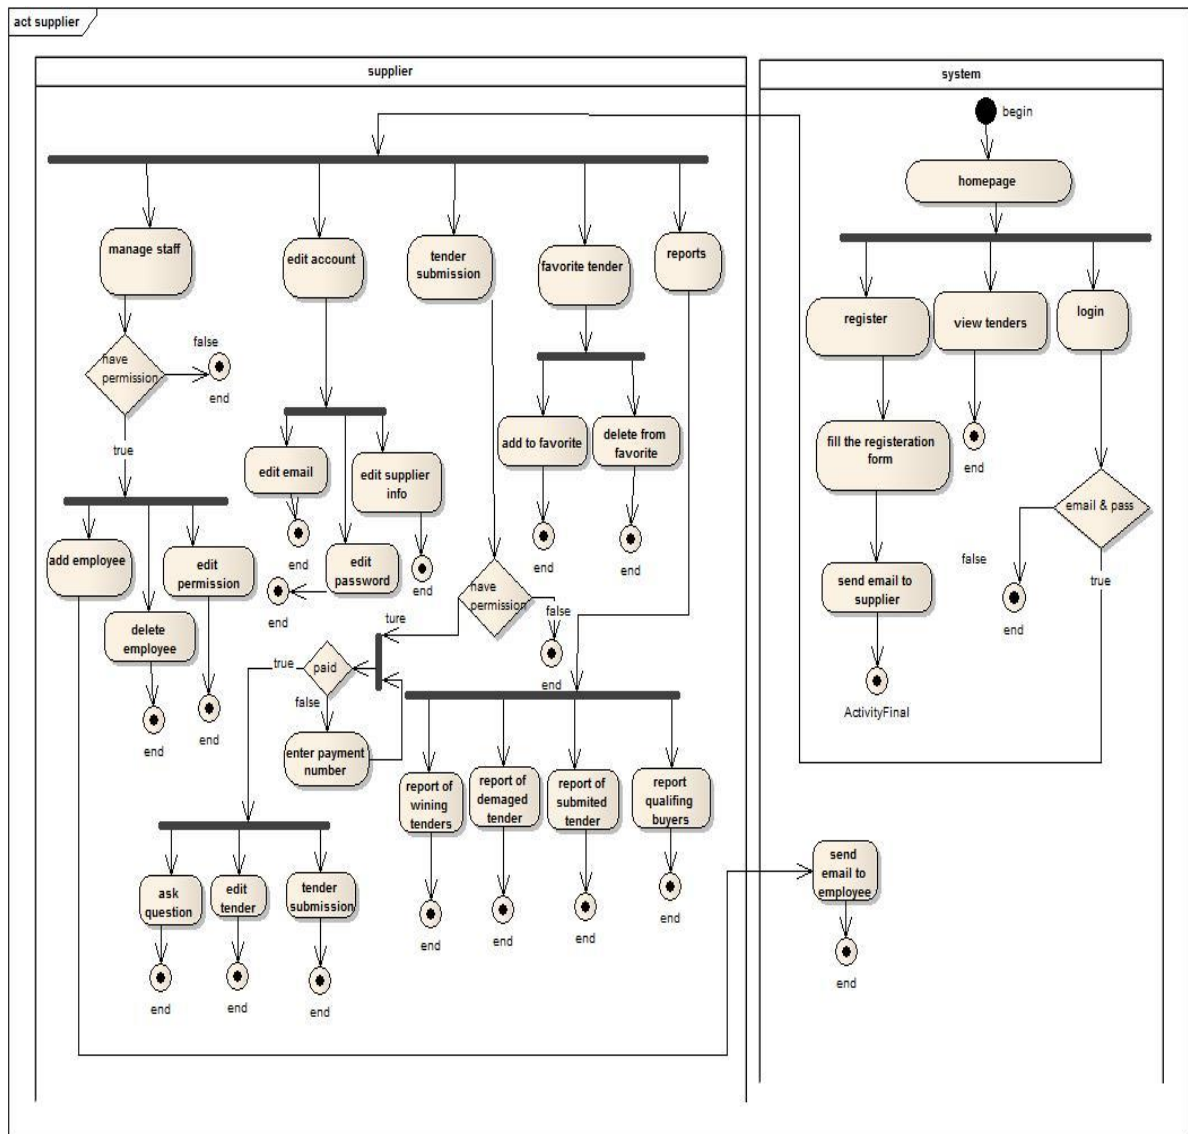 act supplier
supplier
system
begin
homepage
manage staff
edit account
tender
submission
favorite tender
reports
register
view tenders
login
have
permission
false
end
true
add to favorite
delete from
favorite
end
end
fill the registeration
form
end
edit email
edit supplier
info
end
edit
password
end
end
email & pass
false
true
end
add employee
edit
permission
delete
employee
end
end
have
permission
false
end
ture
send email to
supplier
ActivityFinal
paid
true
false
enter payment
number
report of
wining
tenders
report of
demaged
tender
report of
submited
tender
report
qualifing
buyers
end
end
end
end
ask
question
edit
tender
tender
submission
end
end
end
send
email to
employee
end